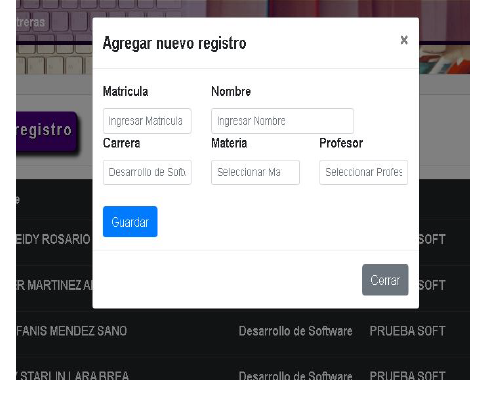 treras
Agregar nuevo registro ×
Matricula Nombre
Ingresar Matricula Ingresar Nombre
Carrera Materia Profesor
Desarrollo de Soft Seleccionar Ma Seleccionar Profes
registro
Guardar
EIDY ROSARIO SOFT
Cerrar
R MARTINEZ A SOFT
FANIS MENDEZ SANO Desarrollo de Software PRUEBA SOFT
STARLIN LARA BREA Desarrollo de Software PRUEBA SOFT